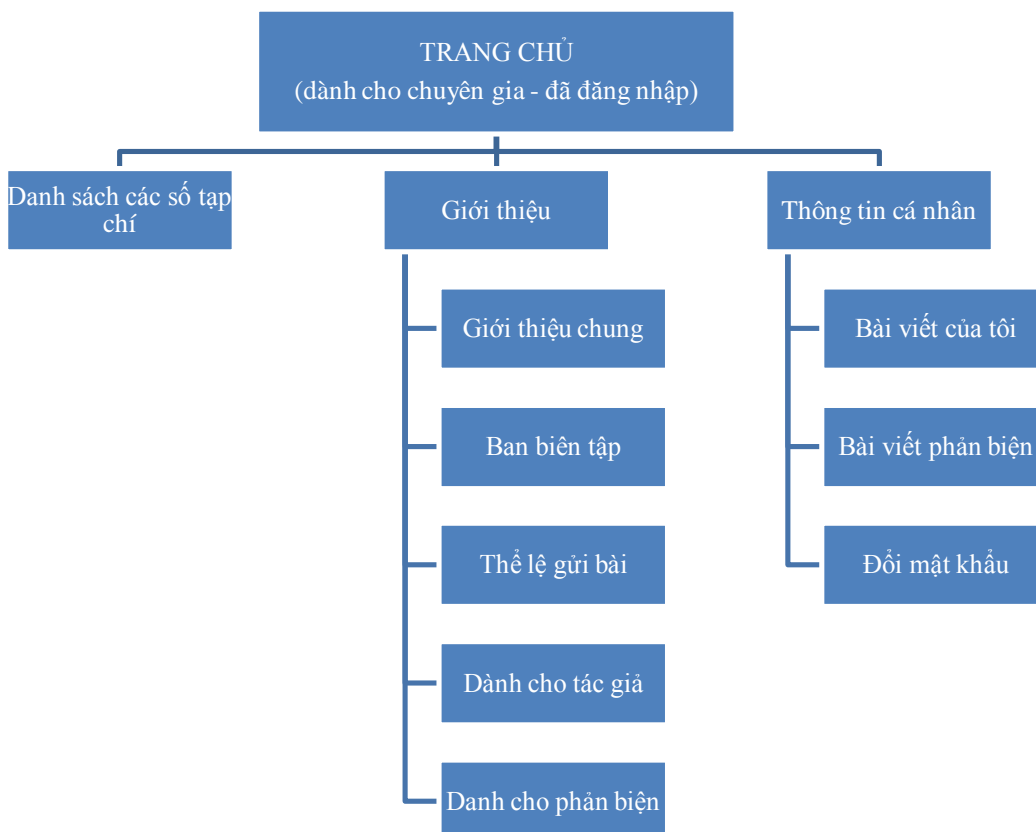 TRANG CHỦ
(dành cho chuyên gia - đã đăng nhập)
Danh sách các số tạp
chí
Giới thiệu
Giới thiệu chung
Ban biên tập
Thể lệ gửi bài
Dành cho tác giả
Danh cho phản biện
Thông tin cá nhân
Bài viết của tôi
Bài viết phản biện
Đổi mật khẩu